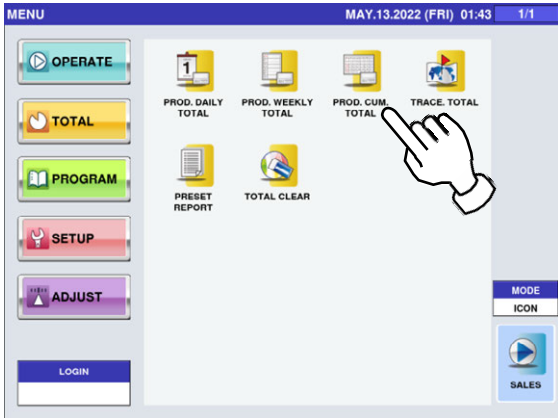 MENU
MAY.13.2022 (FRI) 01:43
1/1
OPERATE
TOTAL
PROGRAM
SETUP
ADJUST
LOGIN
1
PROD. DAILY
TOTAL
PROD. WEEKLY
TOTAL
PROD. CUM.
TOTAL
TRACE. TOTAL
PRESET
REPORT
TOTAL CLEAR
MODE
ICON
SALES